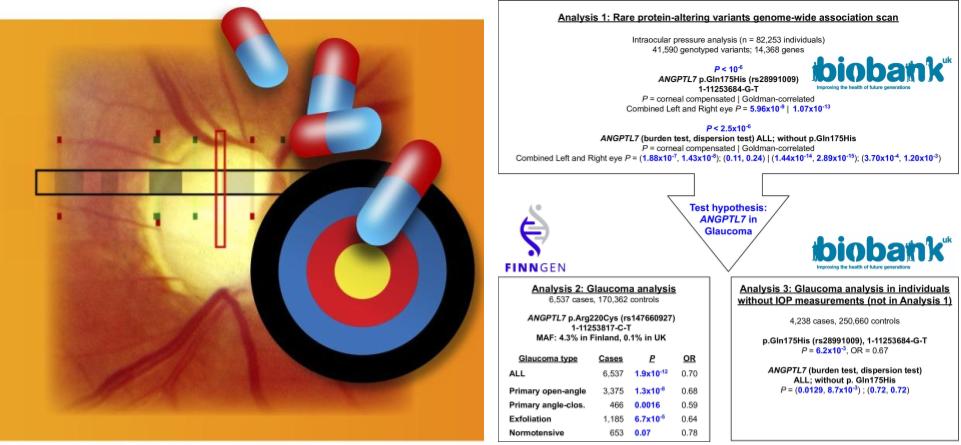 Analysis 1: Rare protein-altering variants genome-wide association scan
Intraocular pressure analysis (n = 82,253 individuals)
41,590 genotyped variants; 14,368 genes
P < 10-6
ANGPTL7 p.Gln175His (rs28991009)
1-11253684-G-T
P = corneal compensated | Goldman-correlated
Combined Left and Right eye P = 5.96x10-8 | 1.07x10-13
biobank uk
Improving the health of future generations
P < 2.5x10-6
ANGPTL7 (burden test, dispersion test) ALL; without p.Gln175His
P = corneal compensated | Goldman-correlated
Combined Left and Right eye P = (1.88x10-7, 1.43x10-8); (0.11, 0.24) | (1.44x10-14, 2.89x10-15); (3.70x10-4, 1.20x10-3)
Test hypothesis:
ANGPTL7 in
Glaucoma
FINNGEN
biobank uk
Improving the health of future generations
Analysis 2: Glaucoma analysis
6,537 cases, 170,362 controls
ANGPTL7 p.Arg220Cys (rs147660927)
1-11253817-C-T
MAF: 4.3% in Finland, 0.1% in UK
Glaucoma type Cases P OR
ALL 6,537 1.9x10-12 0.70
Primary open-angle 3,375 1.3x10-8 0.68
Primary angle-clos. 466 0.0016 0.59
Exfoliation 1,185 6.7x10-5 0.64
Normotensive 653 0.07 0.78
Analysis 3: Glaucoma analysis in individuals
without IOP measurements (not in Analysis 1)
4,238 cases, 250,660 controls
p.Gln175His (rs28991009), 1-11253684-G-T
P = 6.2x10-3, OR = 0.67
ANGPTL7 (burden test, dispersion test)
ALL; without p. Gln175His
P = (0.0129, 8.7x10-3) ; (0.72, 0.72)